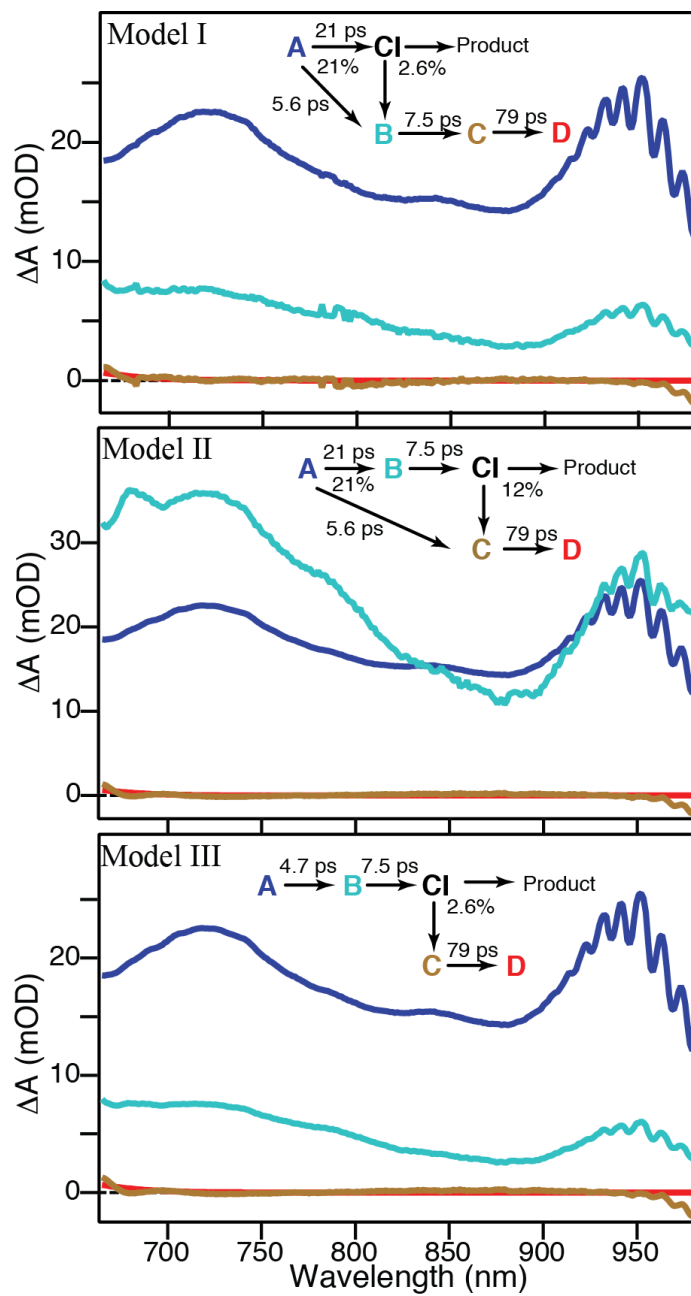 Model I
A 21 ps CI Product
21% 2.6%
5.6 ps
B 7.5 ps C 79 ps D
20
10
0
ΔA (mOD)
Model II
A 21 ps B 7.5 ps CI Product
21% 12%
5.6 ps
C 79 ps D
30
20
10
0
ΔA (mOD)
Model III
A 4.7 ps B 7.5 ps CI Product
2.6%
C 79 ps D
20
10
0
ΔA (mOD)
700 750 800 850 900 950
Wavelength (nm)